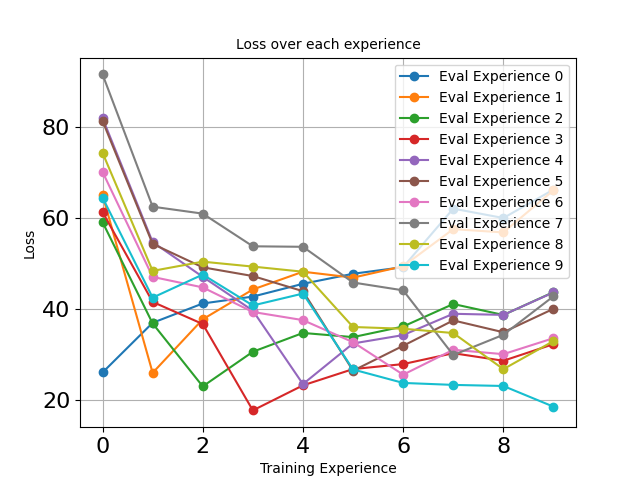 Loss over each experience
Eval Experience 0
Eval Experience 1
Eval Experience 2
Eval Experience 3
Eval Experience 4
Eval Experience 5
Eval Experience 6
Eval Experience 7
Eval Experience 8
Eval Experience 9
80
60
40
20
Loss
0 2 4 6 8
Training Experience